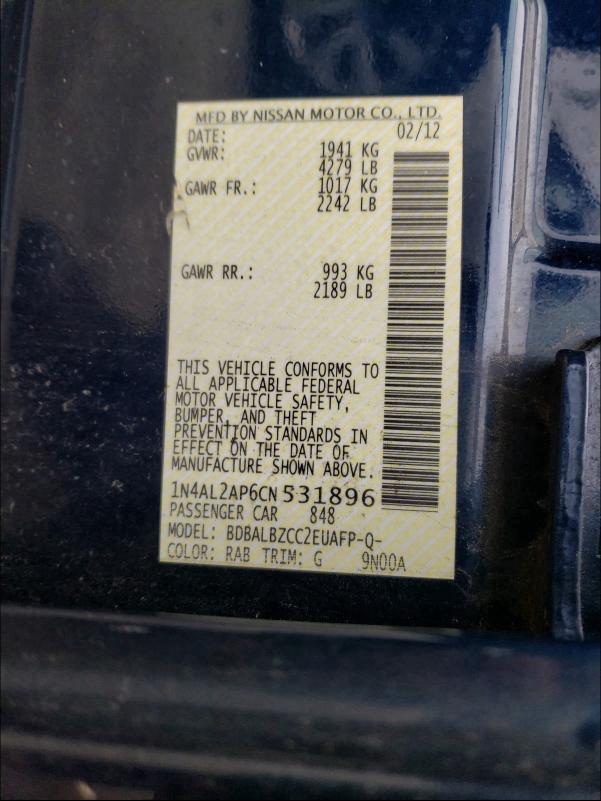 MFD BY NISSAN MOTOR CO., LTD.
DATE: 02/12
GVWR: 1941 KG
4279 LB
GAWR FR.: 1017 KG
2242 LB
GAWR RR.: 993 KG
2189 LB
THIS VEHICLE CONFORMS TO
ALL APPLICABLE FEDERAL
MOTOR VEHICLE SAFETY,
BUMPER, AND THEFT
PREVENTION STANDARDS IN
EFFECT ON THE DATE OF
MANUFACTURE SHOWN ABOVE.
1N4AL2AP6CN531896
PASSENGER CAR 848
MODEL: BDBALBZCC2EUAFP-Q-
COLOR: RAB TRIM: G 9N00A